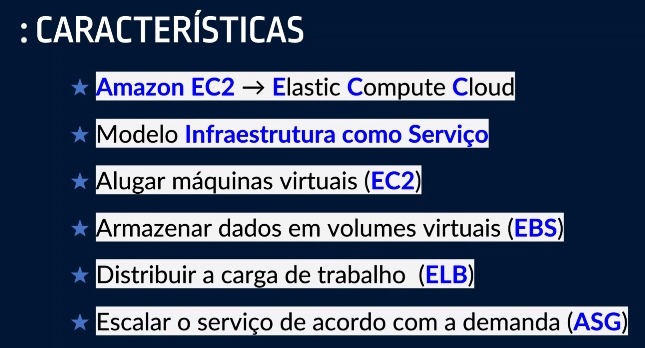 : CARACTERÍSTICAS
★ Amazon EC2 → Elastic Compute Cloud
★ Modelo Infraestrutura como Serviço
★ Alugar máquinas virtuais (EC2)
★ Armazenar dados em volumes virtuais (EBS)
★ Distribuir a carga de trabalho (ELB)
★ Escalar o serviço de acordo com a demanda (ASG)